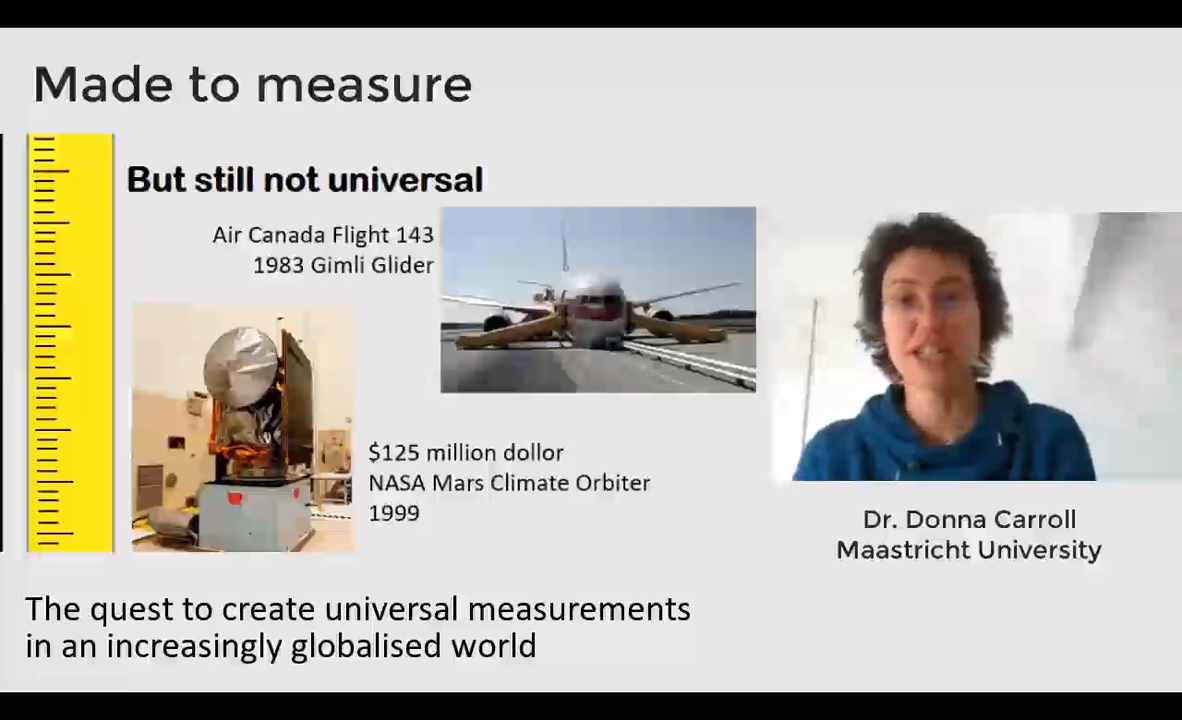 Made to measure
But still not universal
Air Canada Flight 143
1983 Gimli Glider
$125 million dollor
NASA Mars Climate Orbiter
1999
Dr. Donna Carroll
Maastricht University
The quest to create universal measurements
in an increasingly globalised world